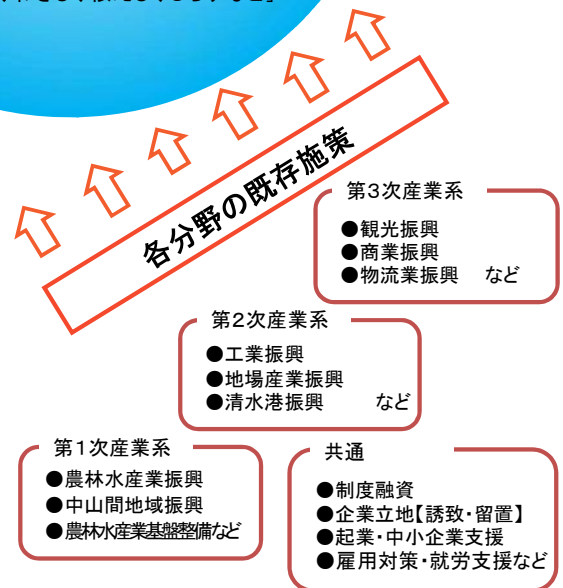 各分野の既存施策
第3次産業系
●観光振興
●商業振興
●物流業振興 など
第2次産業系
●工業振興
●地場産業振興
●清水港振興 など
第1次産業系
●農林水産業振興
●中山間地域振興
●農林水産業基盤整備など
共通
●制度融資
●企業立地【誘致・留置】
●起業・中小企業支援
●雇用対策・就労支援など